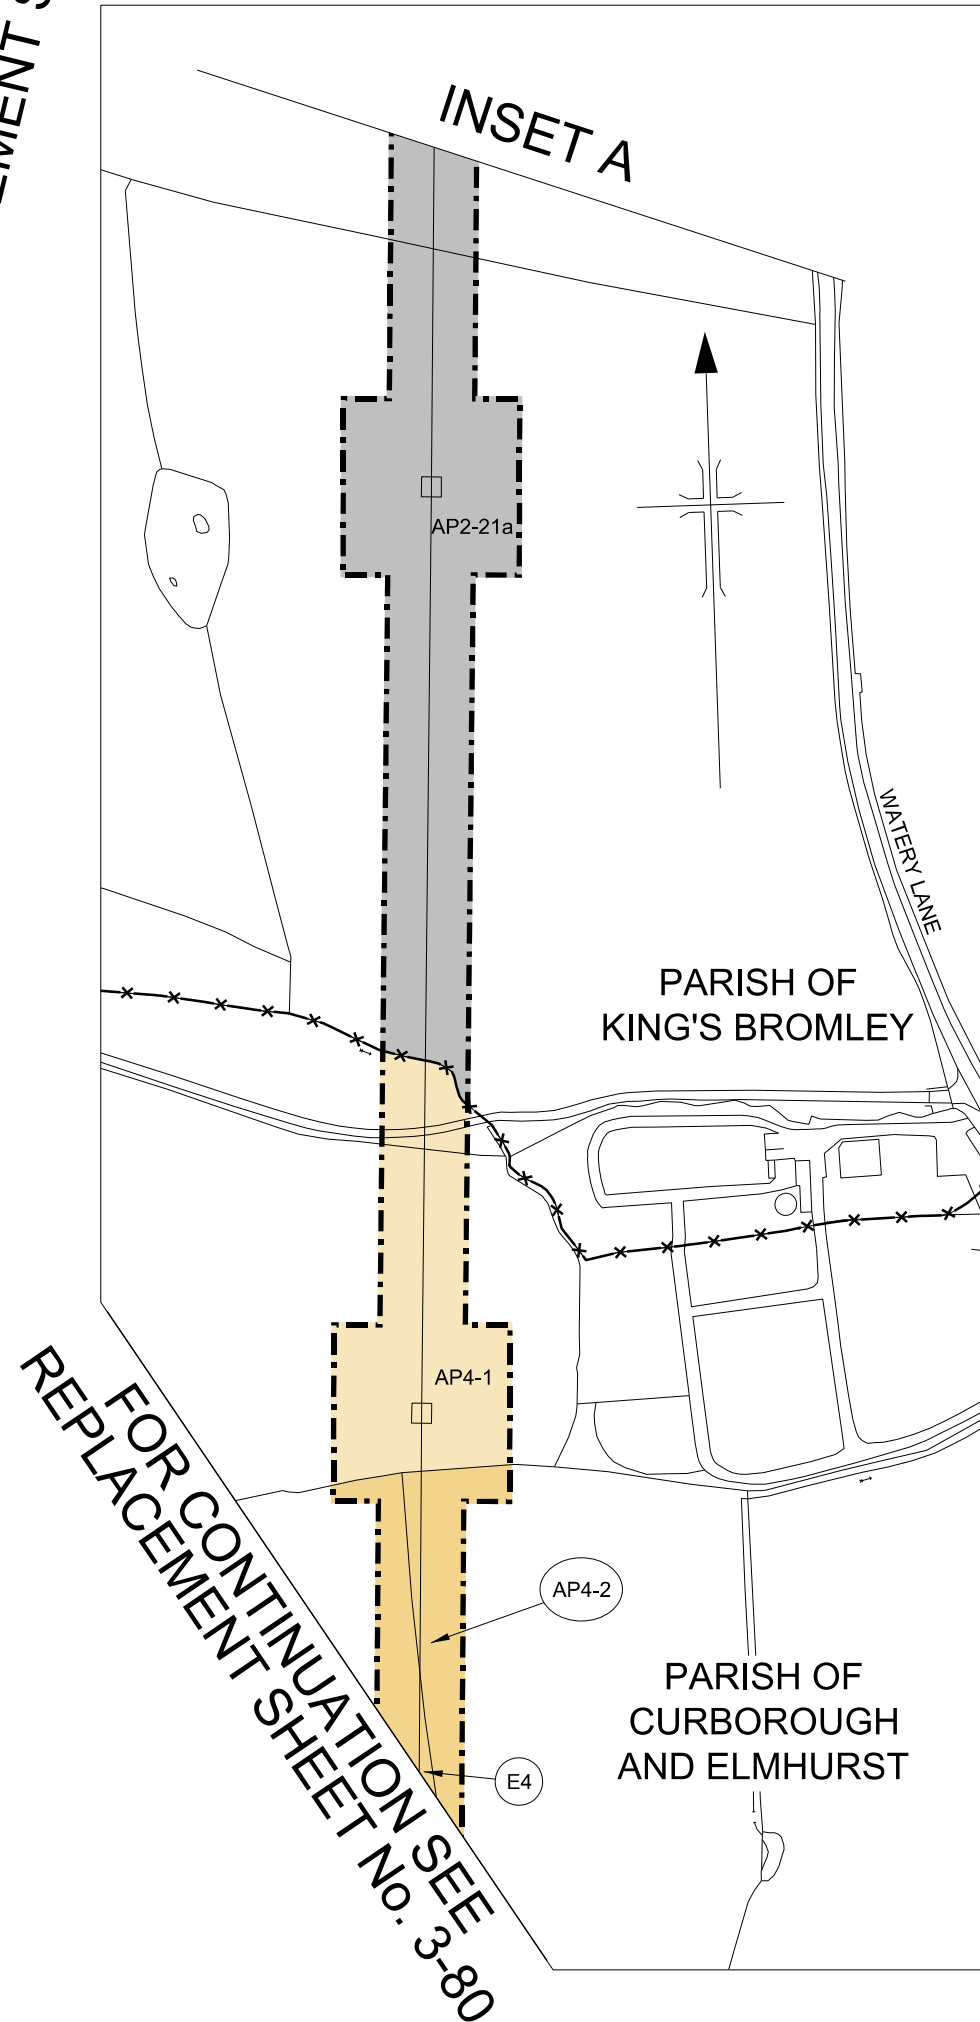 INSET A
AP2-21a
WATERY LANE
PARISH OF
KING'S BROMLEY
AP4-1
FOR CONTINUATION SEE
REPLACEMENT SHEET No. 3-80
AP4-2
PARISH OF
CURBOROUGH
AND ELMHURST
E4